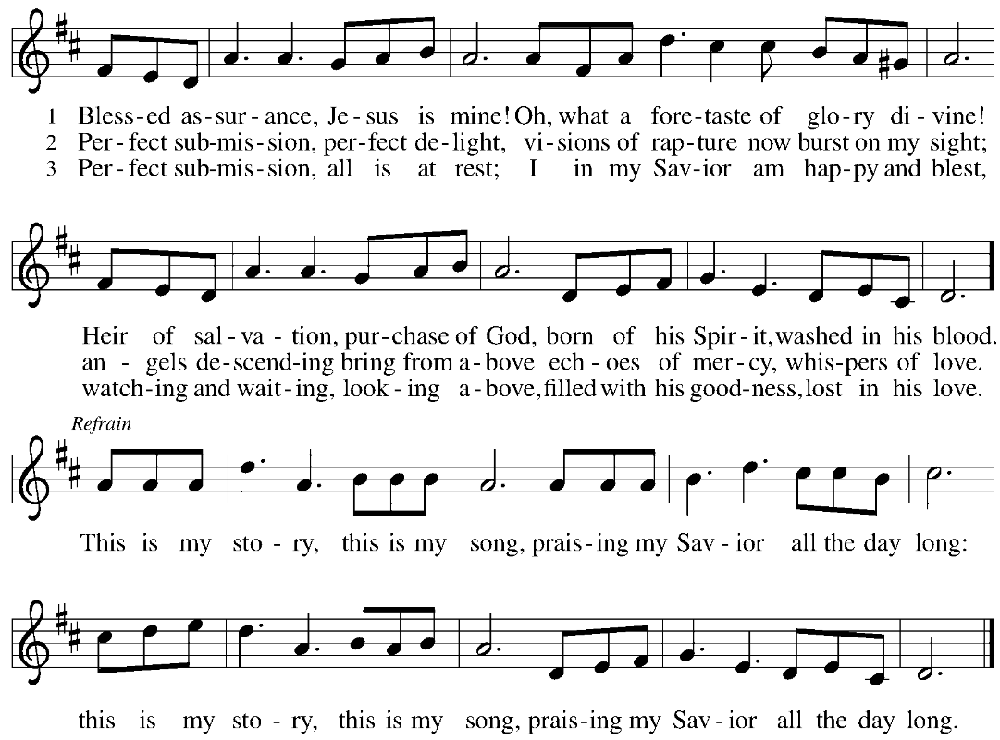 1 Bless-ed as-sur-ance, Je-sus is mine! Oh, what a fore-taste of glo-ry di-vine!
2 Per-fect sub-mis-sion, per-fect de-light, vi-sions of rap-ture now burst on my sight;
3 Per-fect sub-mis-sion, all is at rest; I in my Sav-ior am hap-py and blest,
Heir of sal-va-tion, pur-chase of God, born of his Spir-it, washed in his blood.
an-gels de-scend-ing bring from a-bove ech-oes of mer-cy, whis-pers of love.
watch-ing and wait-ing, look-ing a-bove, filled with his good-ness, lost in his love.
Refrain
This is my sto-ry, this is my song, prais-ing my Sav-ior all the day long:
this is my sto-ry, this is my song, prais-ing my Sav-ior all the day long.